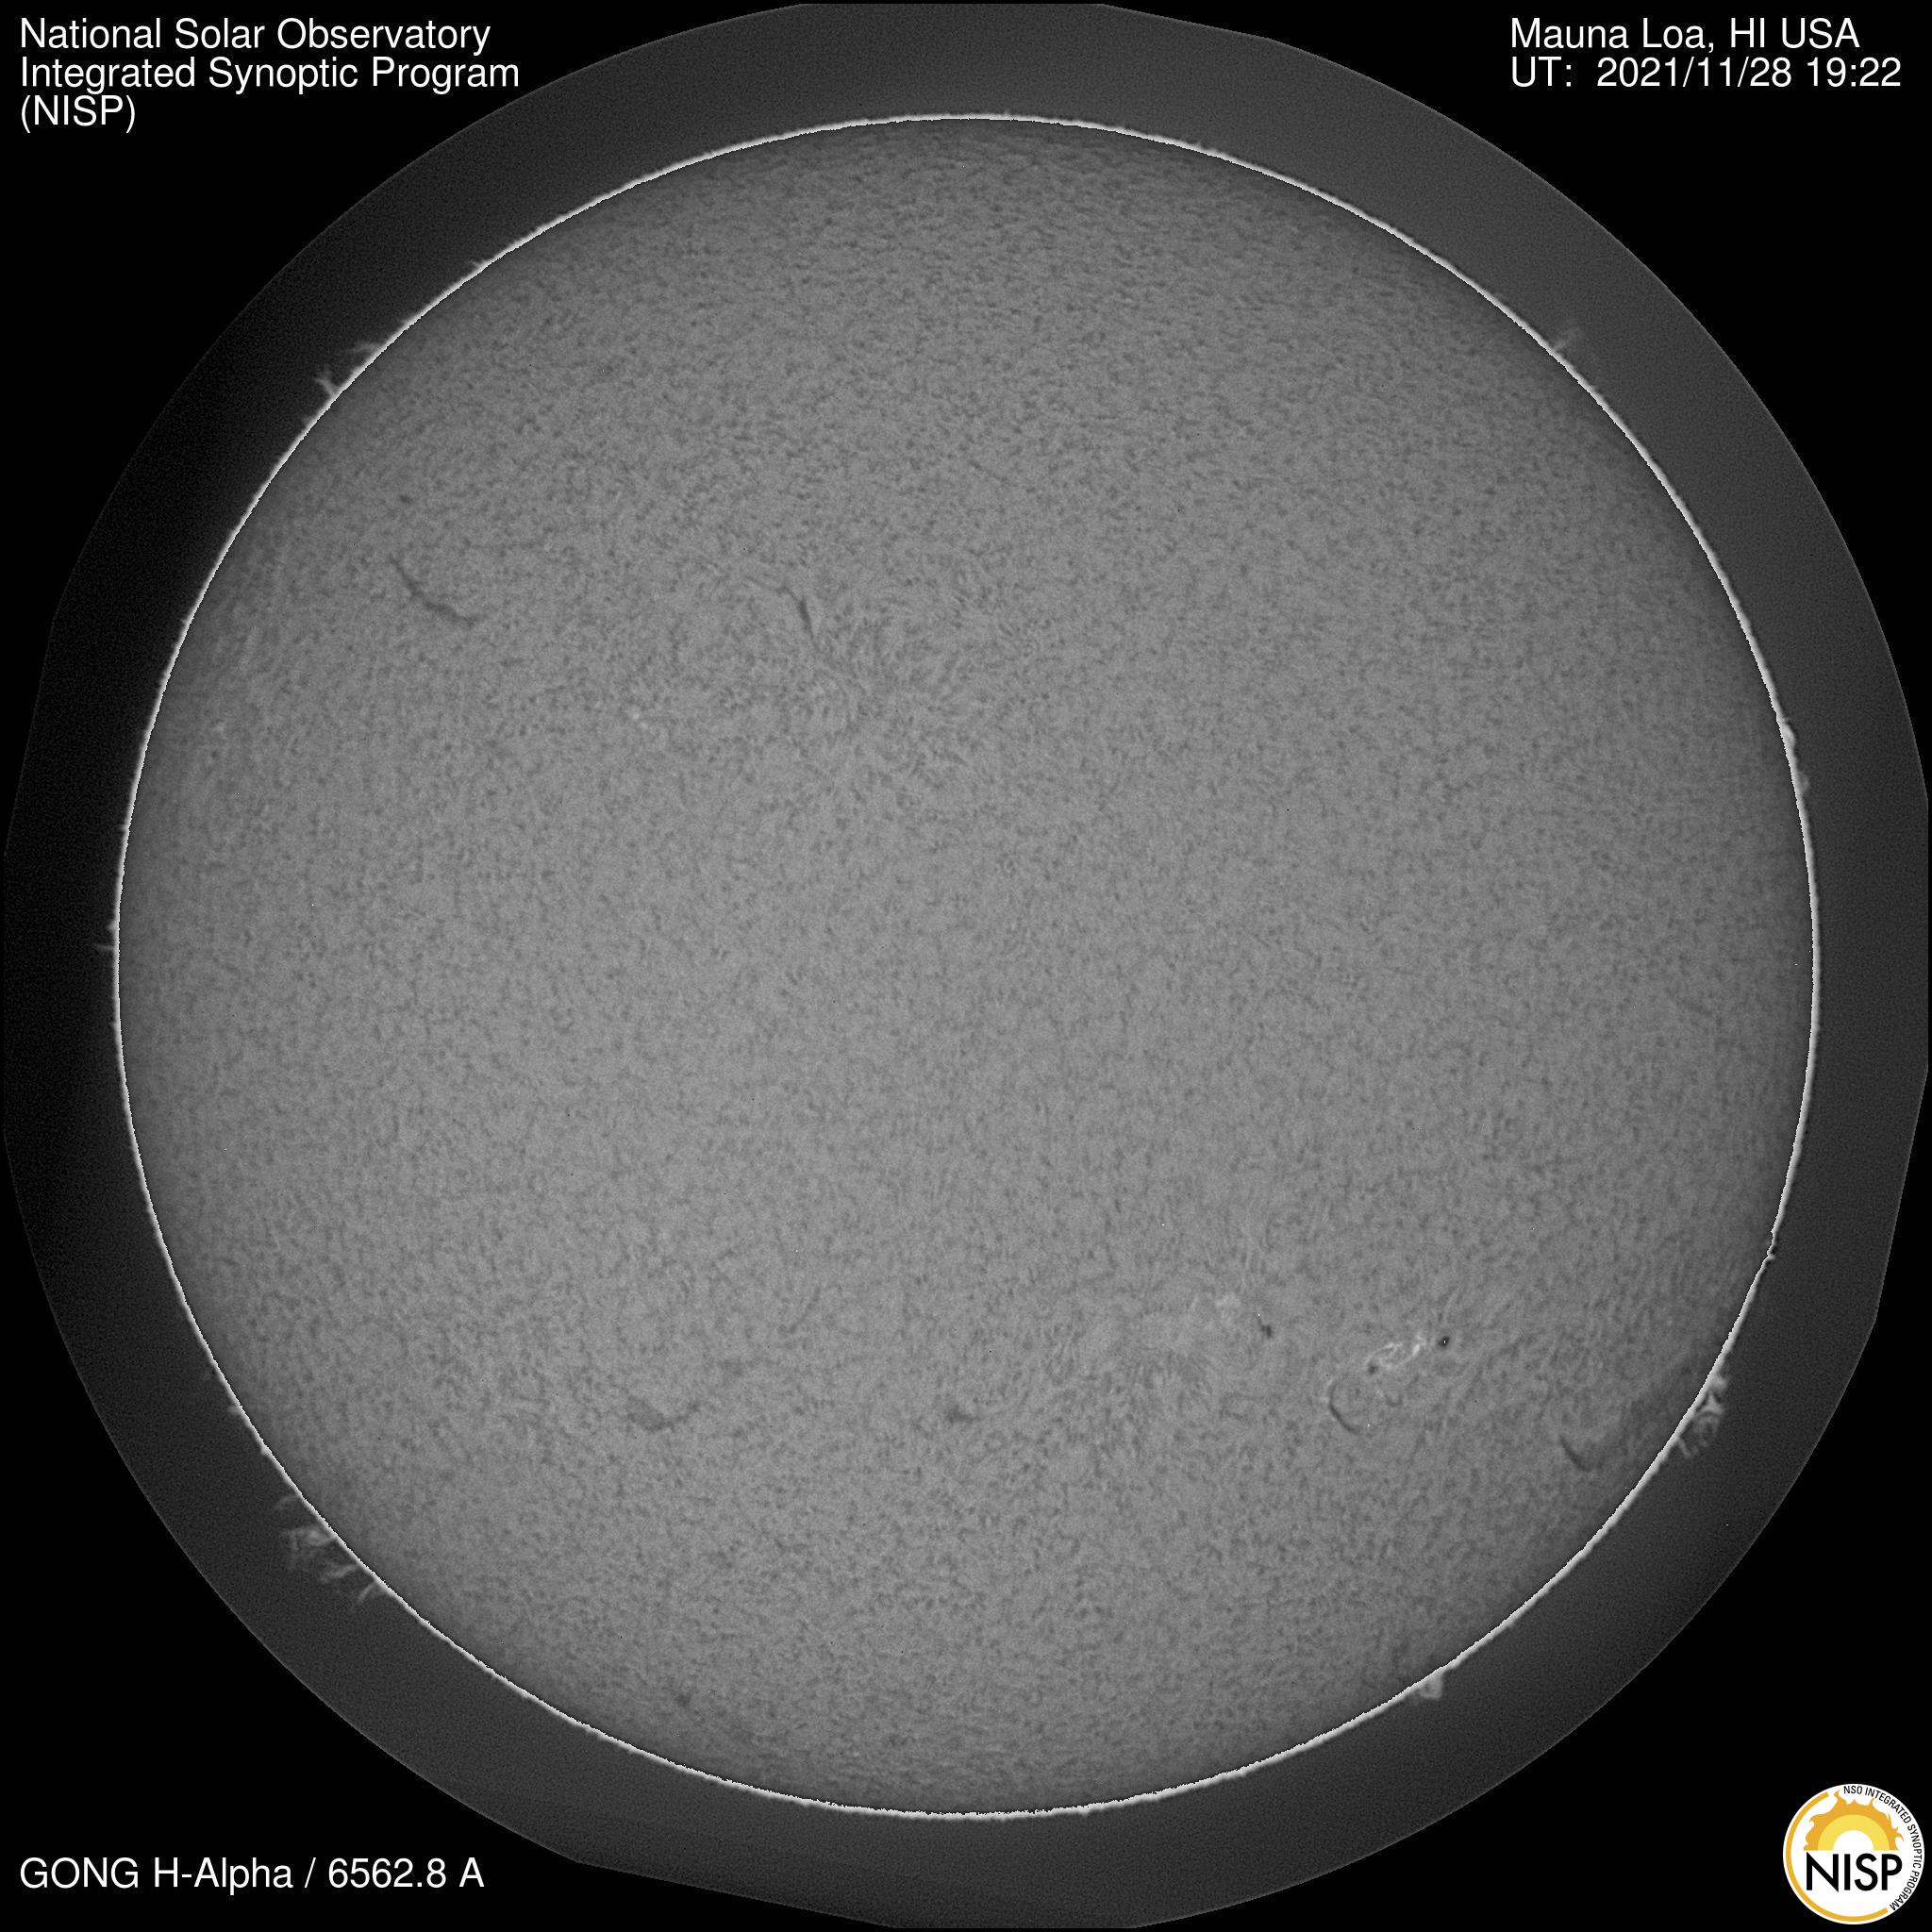 National Solar Observatory
Integrated Synoptic Program
(NISP)
Mauna Loa, HI USA
UT: 2021/11/28 19:22
GONG H-Alpha / 6562.8 A
NSO INTEGRATED SYNOPTIC PROGRAM
NISP